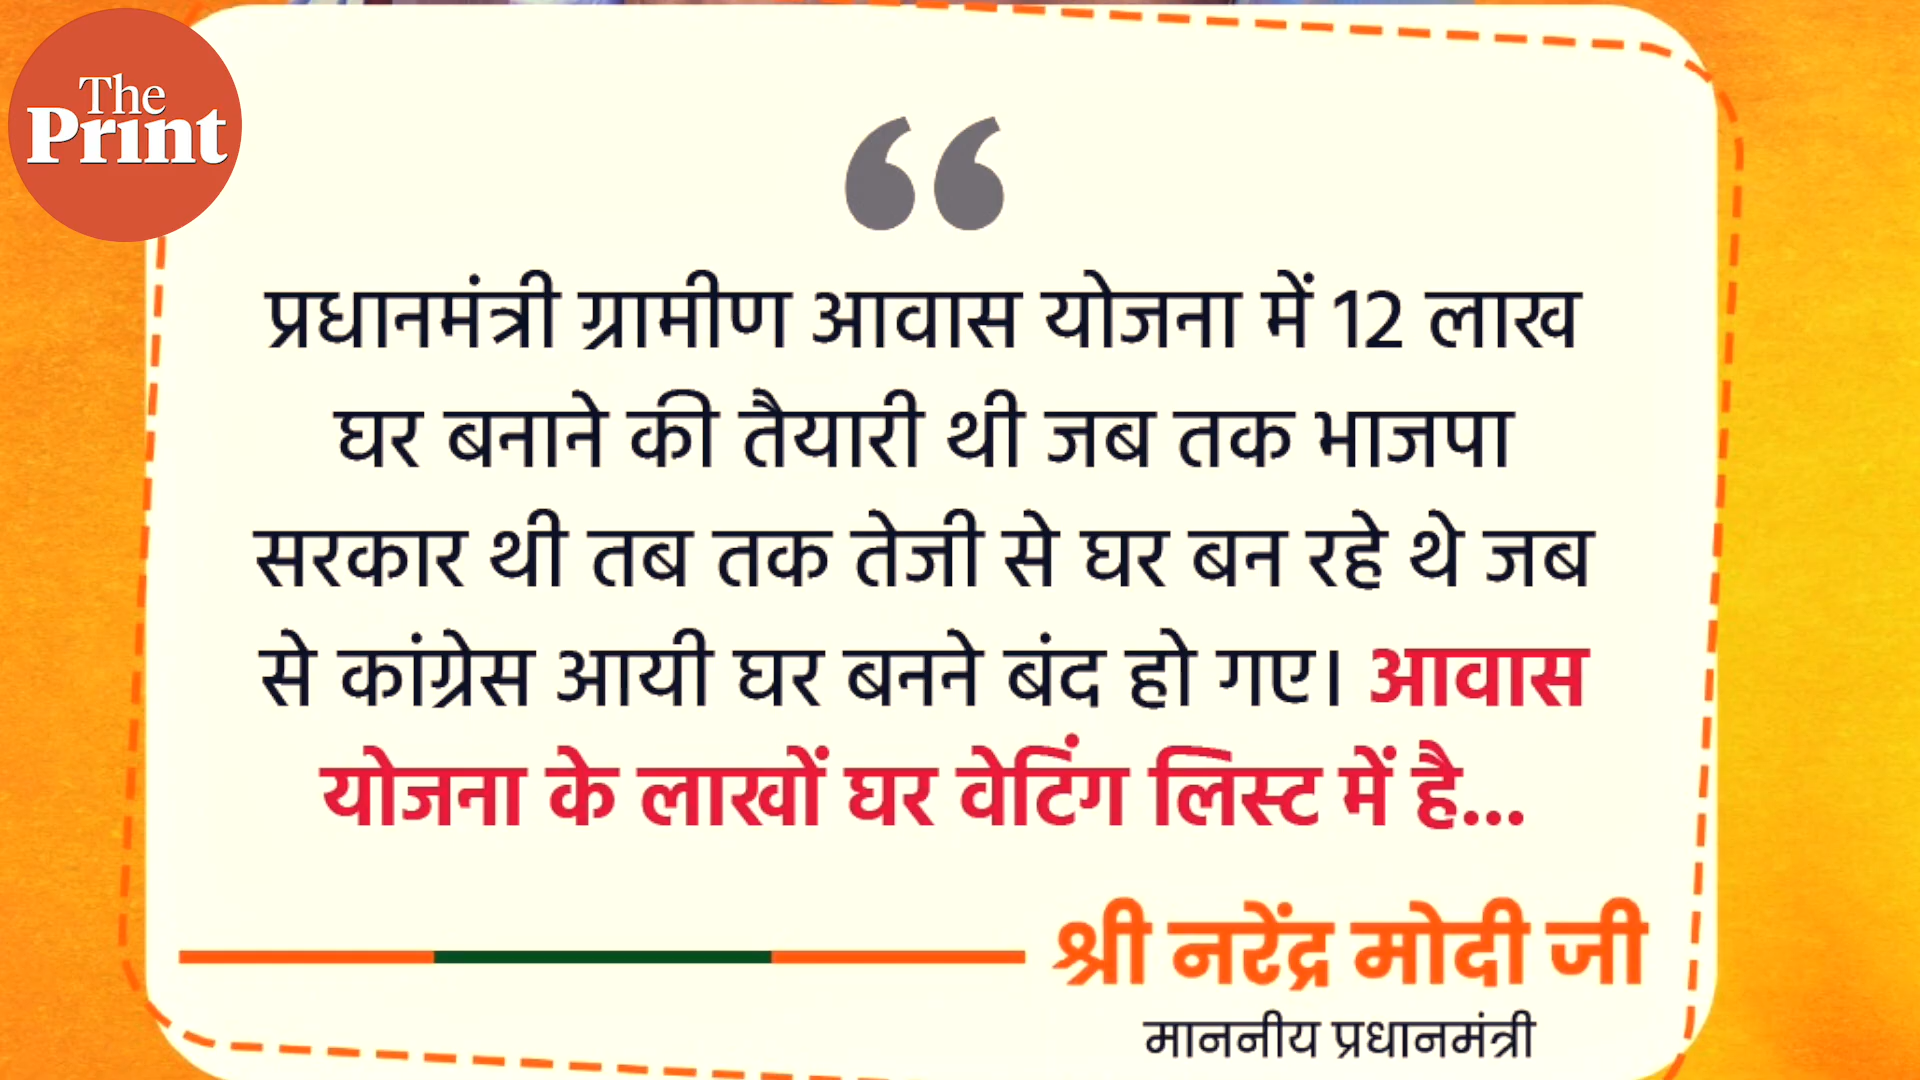 The
Print
“
प्रधानमंत्री ग्रामीण आवास योजना में 12 लाख
घर बनाने की तैयारी थी जब तक भाजपा
सरकार थी तब तक तेजी से घर बन रहे थे जब
से कांग्रेस आयी घर बनने बंद हो गए। आवास
योजना के लाखों घर वेटिंग लिस्ट में है...
श्री नरेंद्र मोदी जी
माननीय प्रधानमंत्री